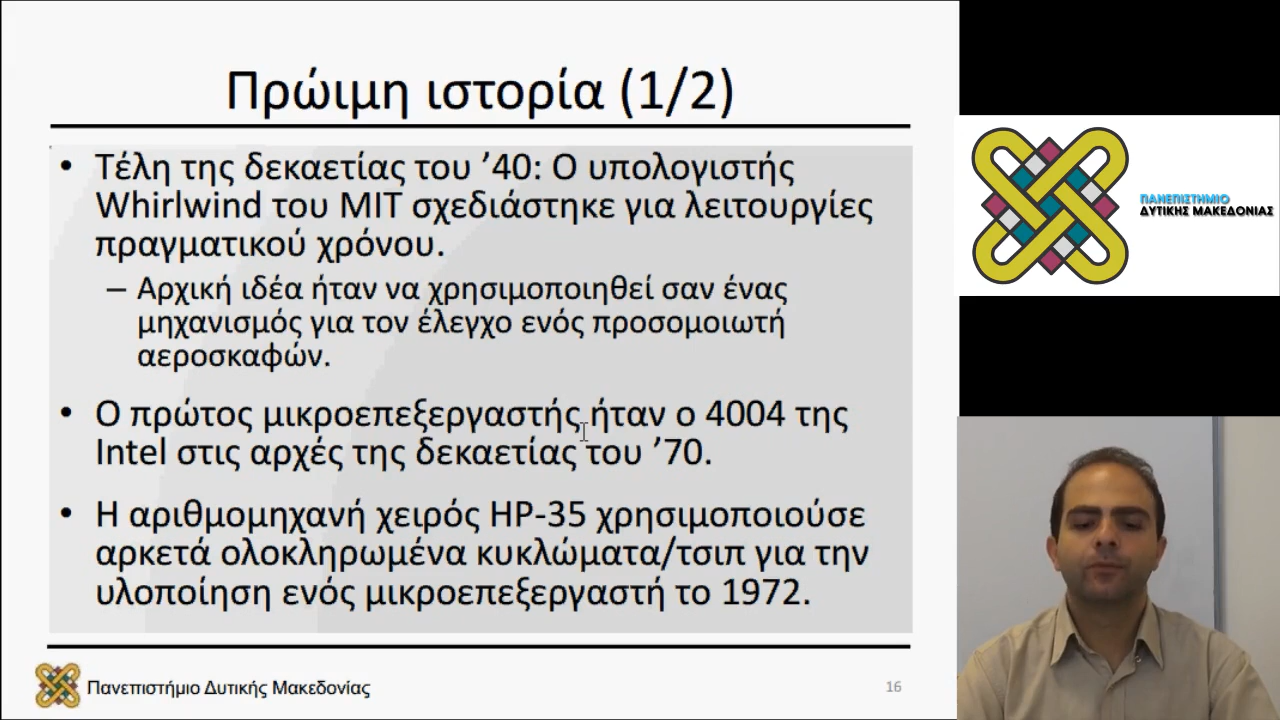 Πρώιμη ιστορία (1/2)
• Τέλη της δεκαετίας του ’40: Ο υπολογιστής
Whirlwind του MIT σχεδιάστηκε για λειτουργίες
πραγματικού χρόνου.
– Αρχική ιδέα ήταν να χρησιμοποιηθεί σαν ένας
μηχανισμός για τον έλεγχο ενός προσομοιωτή
αεροσκαφών.
• Ο πρώτος μικροεπεξεργαστής ήταν ο 4004 της
Intel στις αρχές της δεκαετίας του ’70.
• Η αριθμομηχανή χειρός HP-35 χρησιμοποιούσε
αρκετά ολοκληρωμένα κυκλώματα/τσιπ για την
υλοποίηση ενός μικροεπεξεργαστή το 1972.
Πανεπιστήμιο Δυτικής Μακεδονίας
16
ΠΑΝΕΠΙΣΤΗΜΙΟ
ΔΥΤΙΚΗΣ ΜΑΚΕΔΟΝΙΑΣ